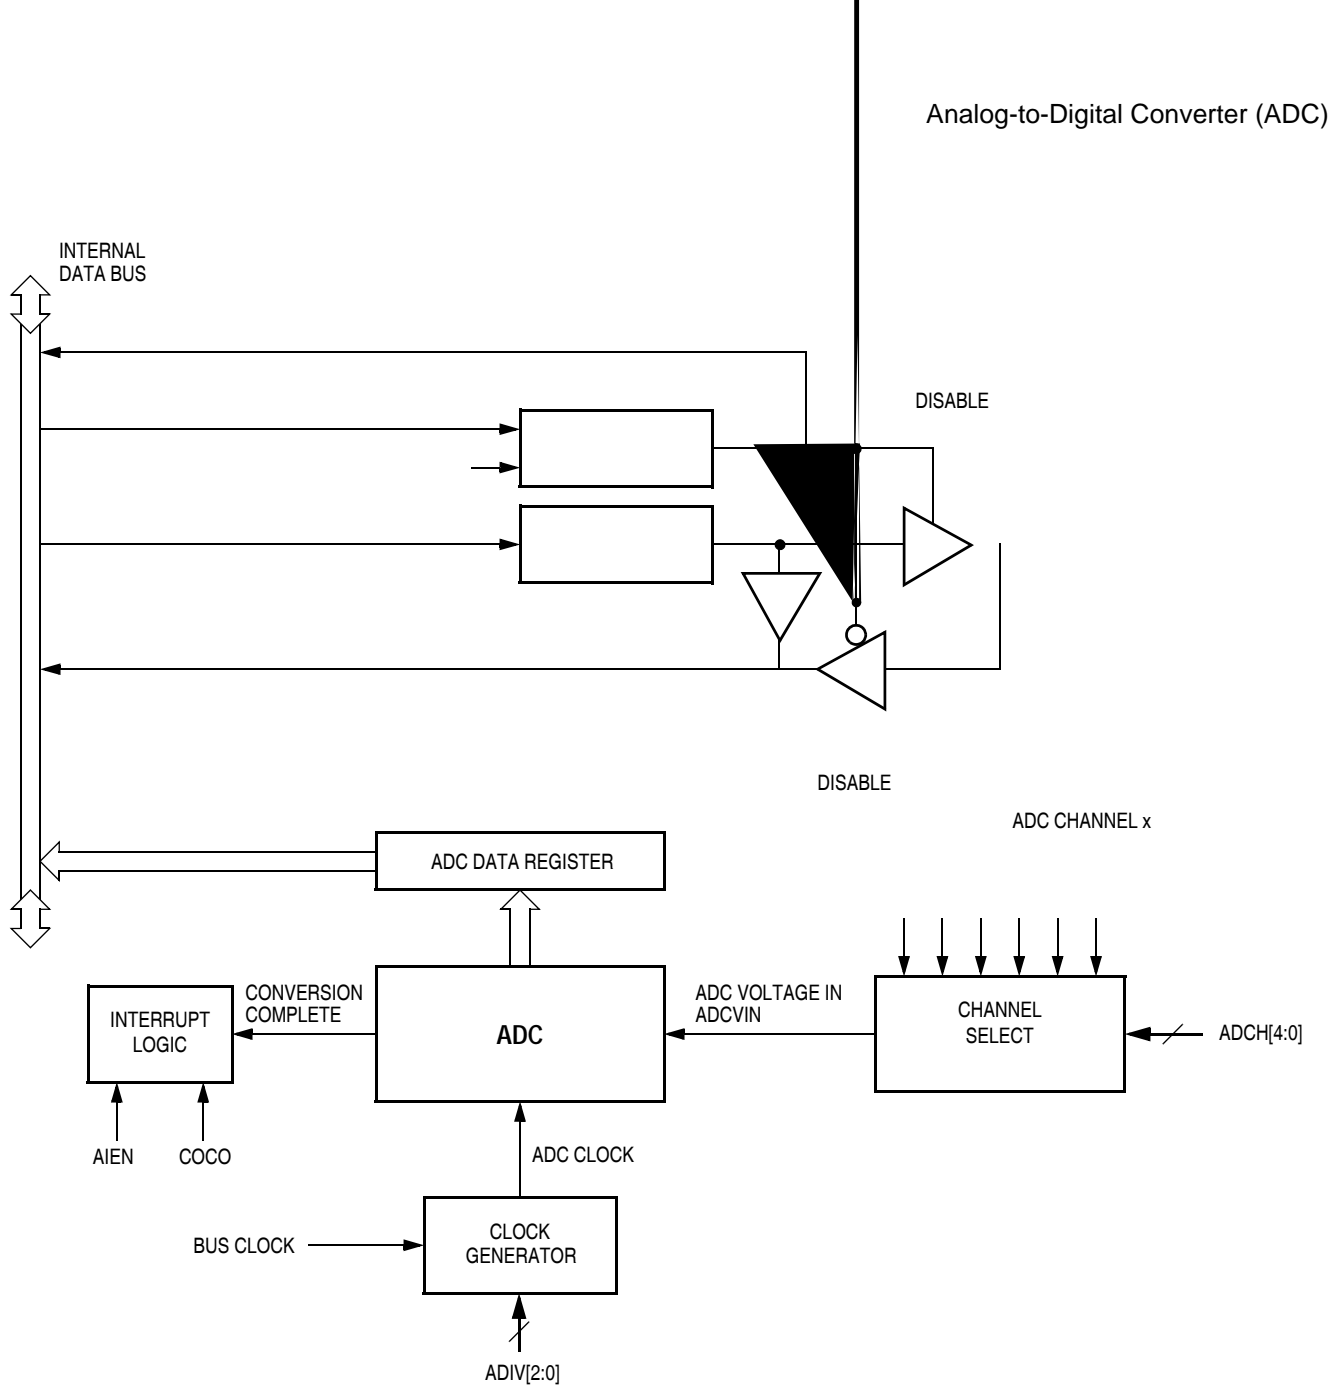 Analog-to-Digital Converter (ADC)
INTERNAL
DATA BUS
DISABLE
DISABLE
ADC CHANNEL x
ADC DATA REGISTER
INTERRUPT
LOGIC
CONVERSION
COMPLETE
ADC
ADC VOLTAGE IN
ADCVIN
CHANNEL
SELECT
ADCH[4:0]
AIEN
COCO
ADC CLOCK
BUS CLOCK
CLOCK
GENERATOR
ADIV[2:0]